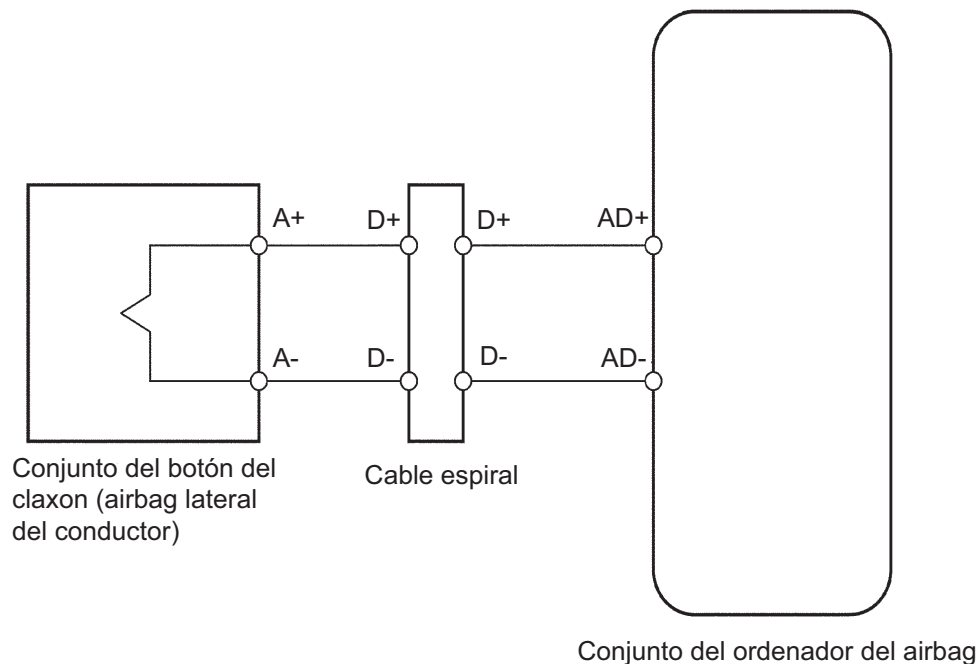 A+
D+
D+
AD+
A-
D-
D-
AD-
Conjunto del botón del
claxon (airbag lateral
del conductor)
Cable espiral
Conjunto del ordenador del airbag